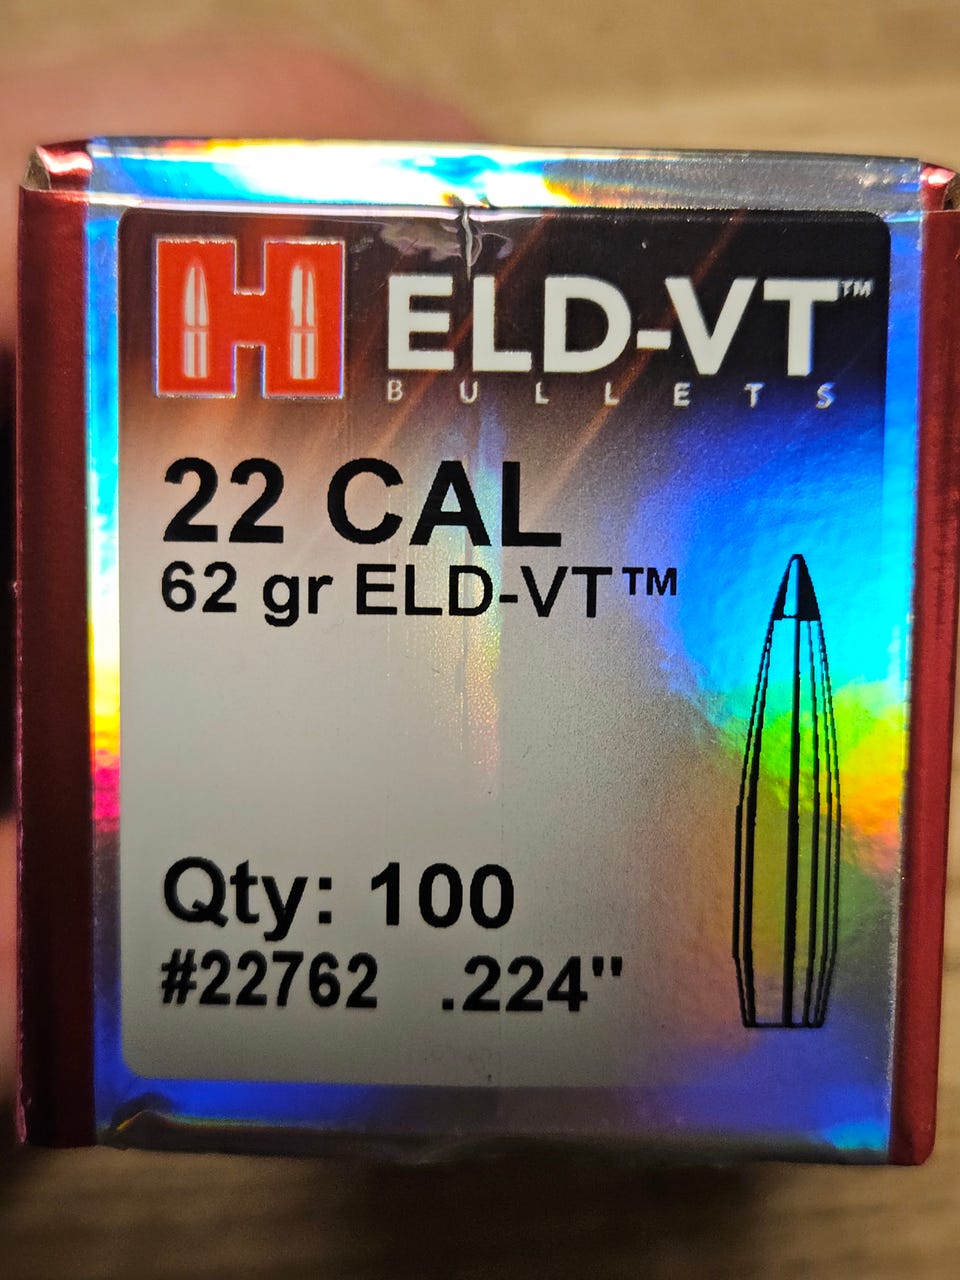 H ELD-VT™
BULLETS
22 CAL
62 gr ELD-VT™
Qty: 100
#22762 .224"